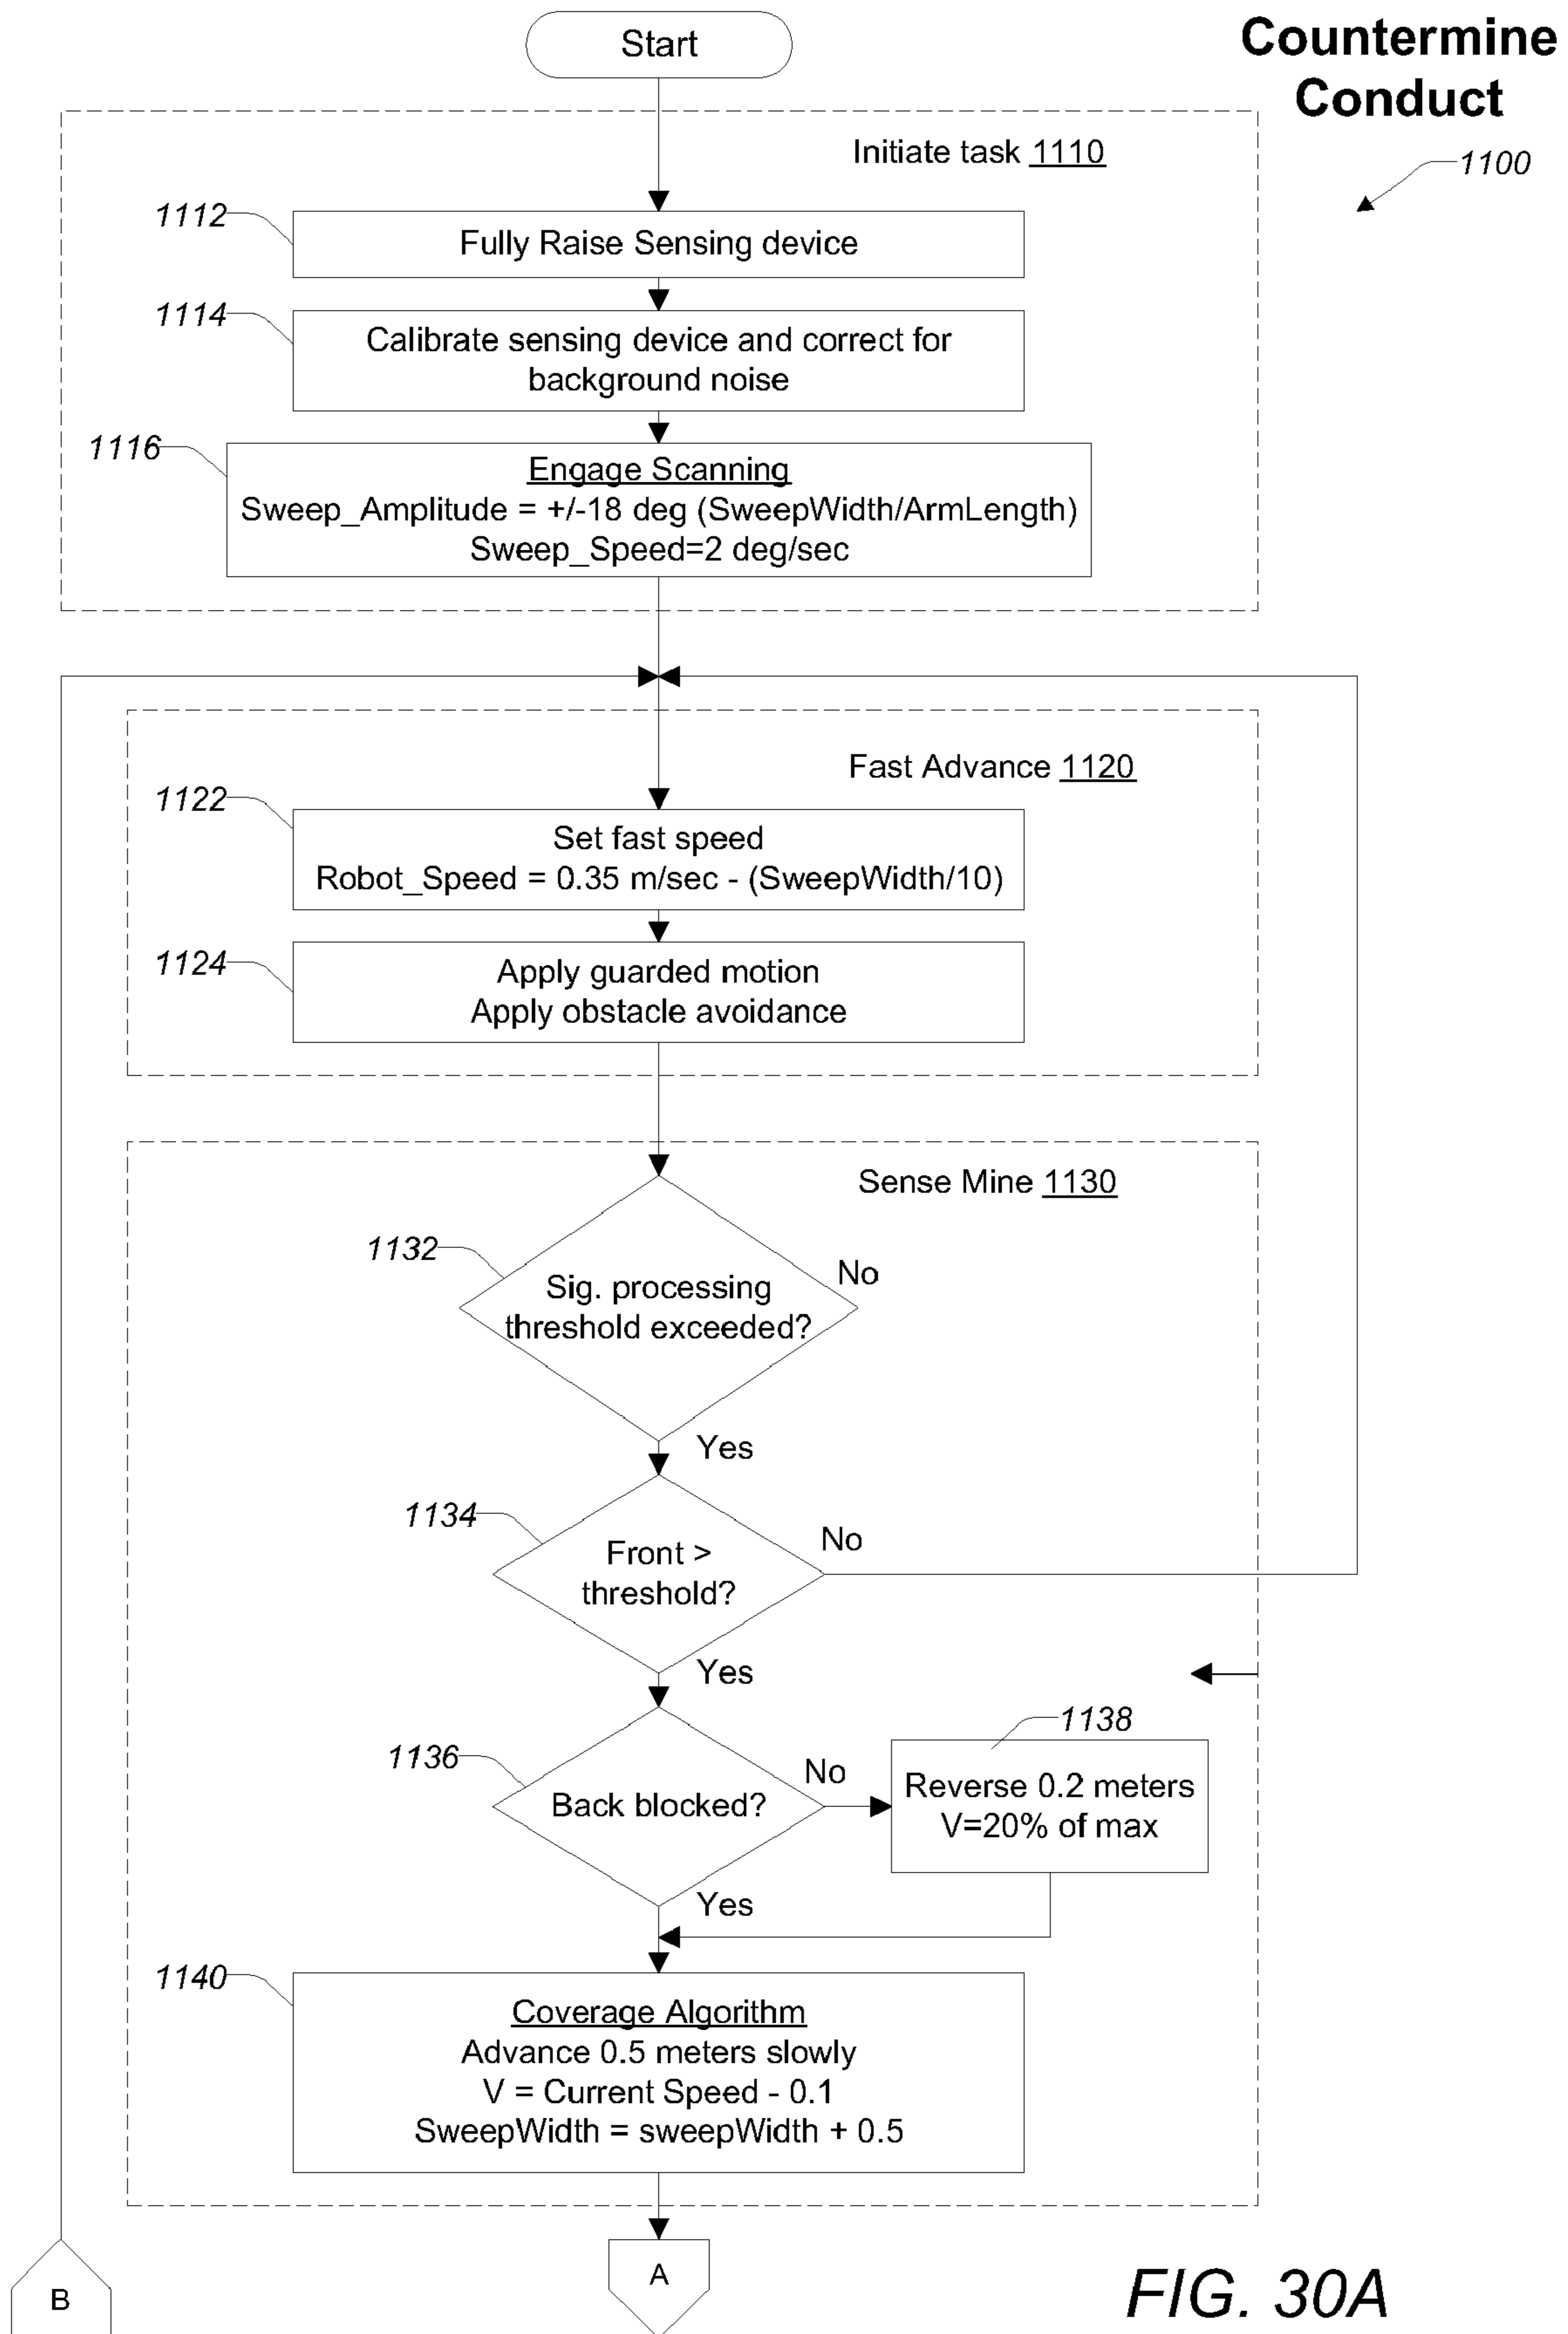 Start
Countermine
Conduct
1100
Initiate task 1110
1112
Fully Raise Sensing device
1114
Calibrate sensing device and correct for
background noise
1116
Engage Scanning
Sweep_Amplitude = +/-18 deg (SweepWidth/ArmLength)
Sweep_Speed=2 deg/sec
Fast Advance 1120
1122
Set fast speed
Robot_Speed = 0.35 m/sec - (SweepWidth/10)
1124
Apply guarded motion
Apply obstacle avoidance
Sense Mine 1130
1132
Sig. processing
threshold exceeded?
No
Yes
1134
Front >
threshold?
No
Yes
1136
Back blocked?
No
1138
Reverse 0.2 meters
V=20% of max
Yes
1140
Coverage Algorithm
Advance 0.5 meters slowly
V = Current Speed - 0.1
SweepWidth = sweepWidth + 0.5
B
A
FIG. 30A